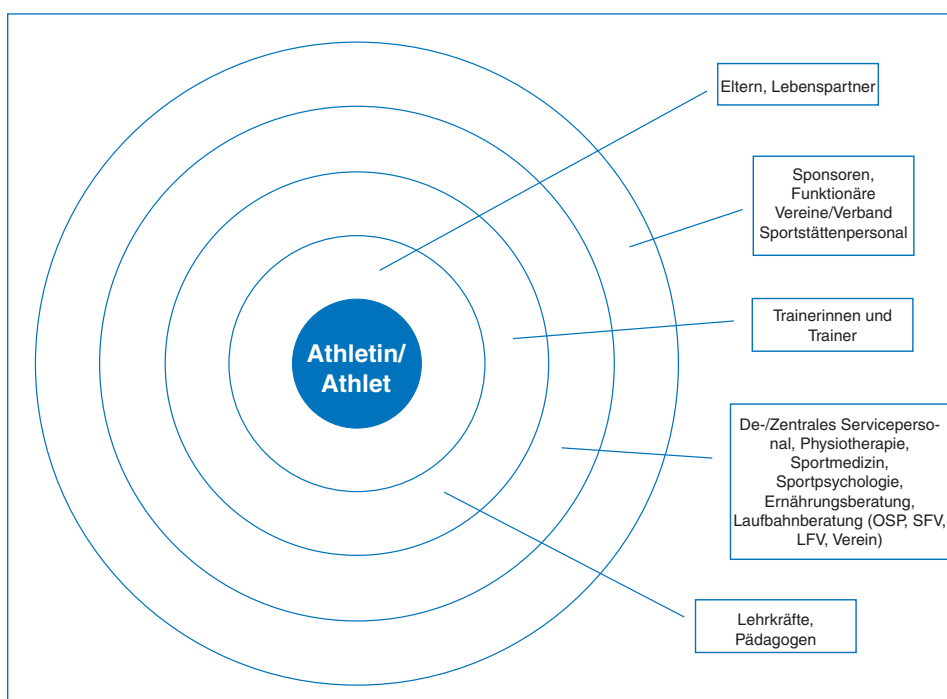 Eltern, Lebenspartner
Sponsoren,
Funktionäre
Vereine/Verband
Sportstättenpersonal
Athletin/
Athlet
Trainerinnen und
Trainer
De-/Zentrales Serviceperso-
nal, Physiotherapie,
Sportmedizin,
Sportpsychologie,
Ernährungsberatung,
Laufbahnberatung (OSP, SFV,
LFV, Verein)
Lehrkräfte,
Pädagogen